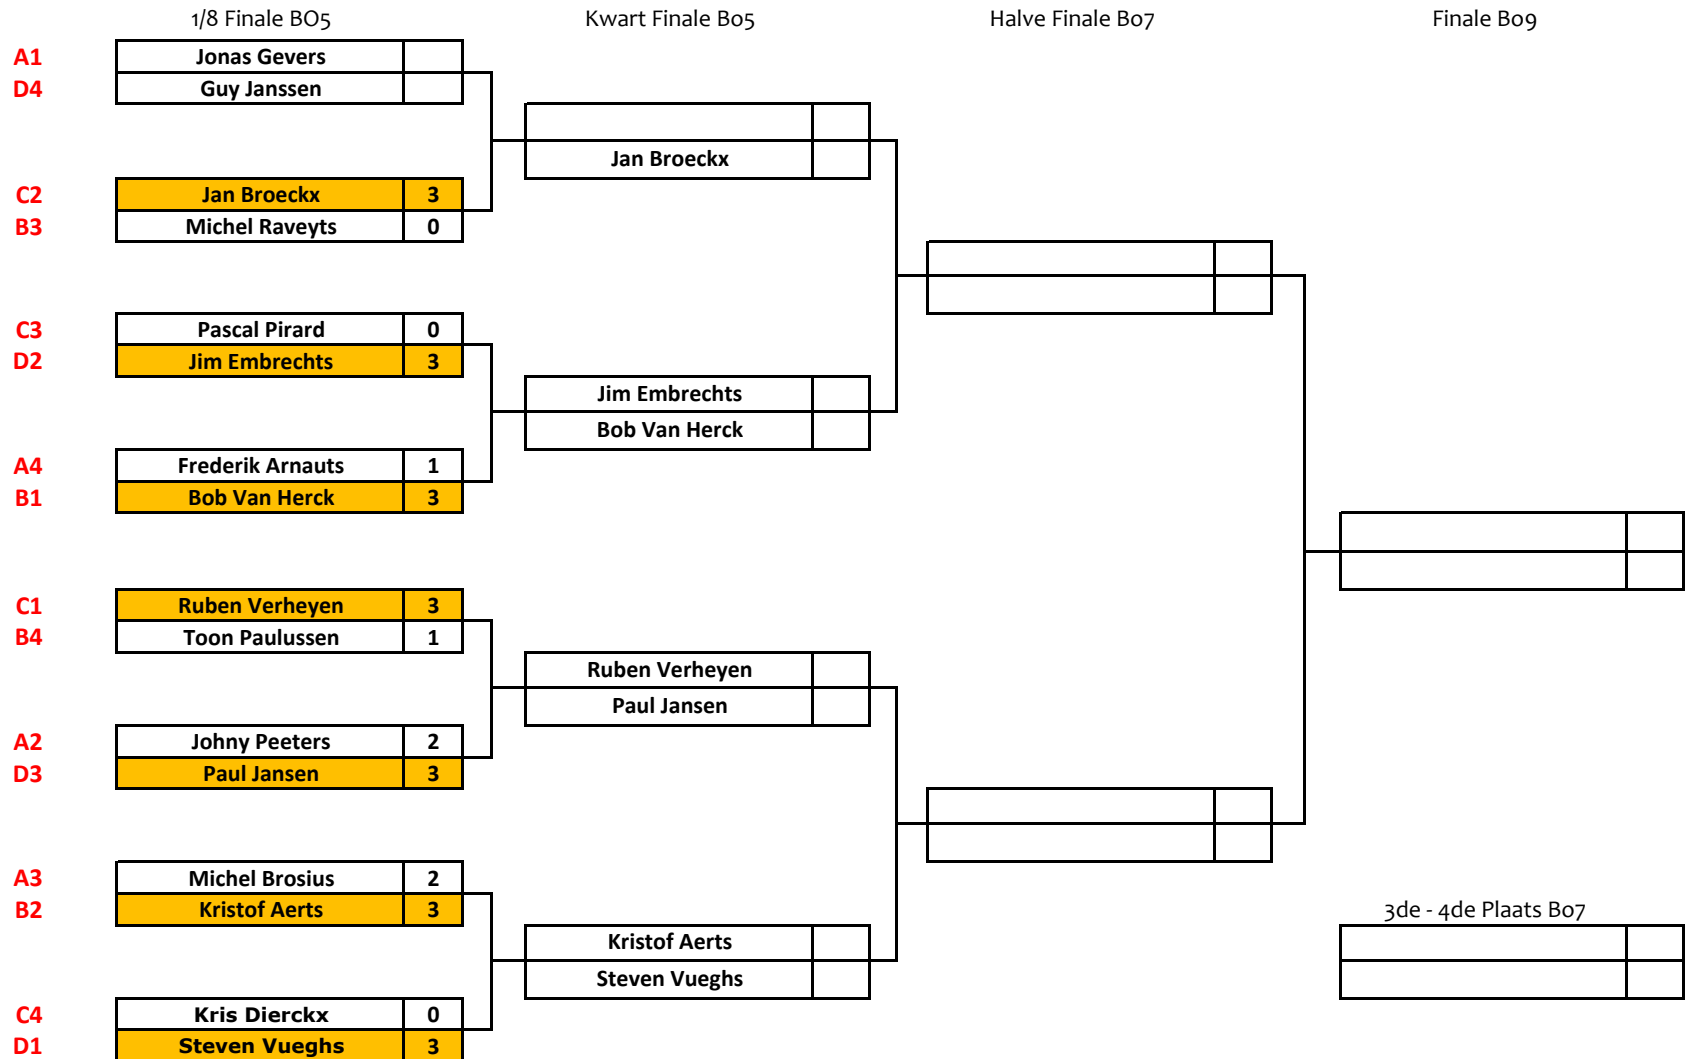 1/8 Finale BO5 Kwart Finale Bo5 Halve Finale Bo7 Finale Bo9
A1 Jonas Gevers
D4 Guy Janssen
Jan Broeckx
C2 Jan Broeckx 3
B3 Michel Raveyts 0
C3 Pascal Pirard 0
D2 Jim Embrechts 3
Jim Embrechts
Bob Van Herck
A4 Frederik Arnauts 1
B1 Bob Van Herck 3
C1 Ruben Verheyen 3
B4 Toon Paulussen 1
Ruben Verheyen
Paul Jansen
A2 Johny Peeters 2
D3 Paul Jansen 3
A3 Michel Brosius 2
B2 Kristof Aerts 3
3de - 4de Plaats Bo7
Kristof Aerts
Steven Vueghs
C4 Kris Dierckx 0
D1 Steven Vueghs 3